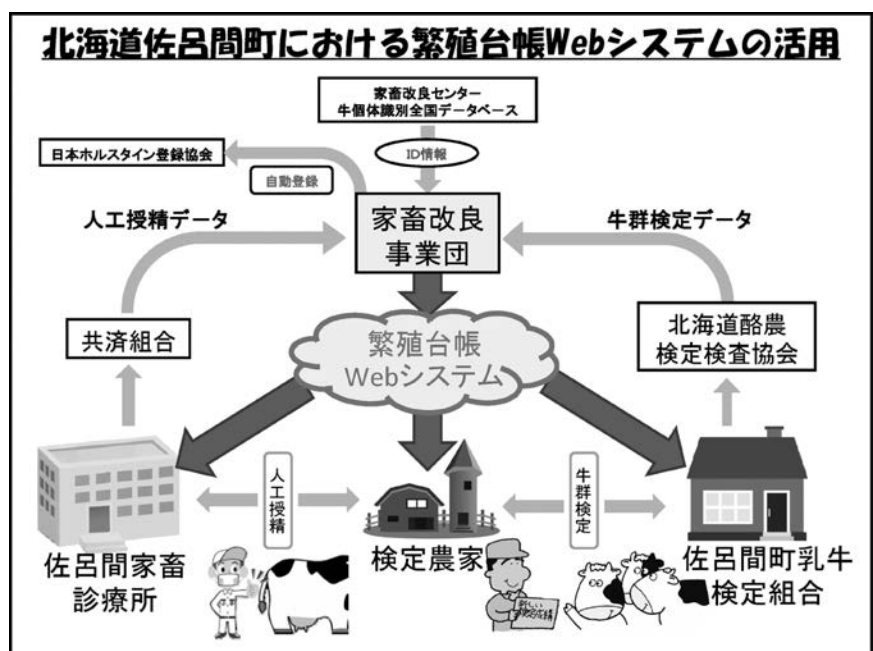 北海道佐呂間町における繁殖台帳Webシステムの活用
家畜改良センター
牛個体識別全国データベース
日本ホルスタイン登録協会
ID情報
自動登録
人工授精データ
家畜改良
事業団
牛群検定データ
共済組合
北海道酪農
検定検査協会
繁殖台帳
Webシステム
人工授精
牛群検定
佐呂間家畜
診療所
検定農家
佐呂間町乳牛
検定組合
新しい